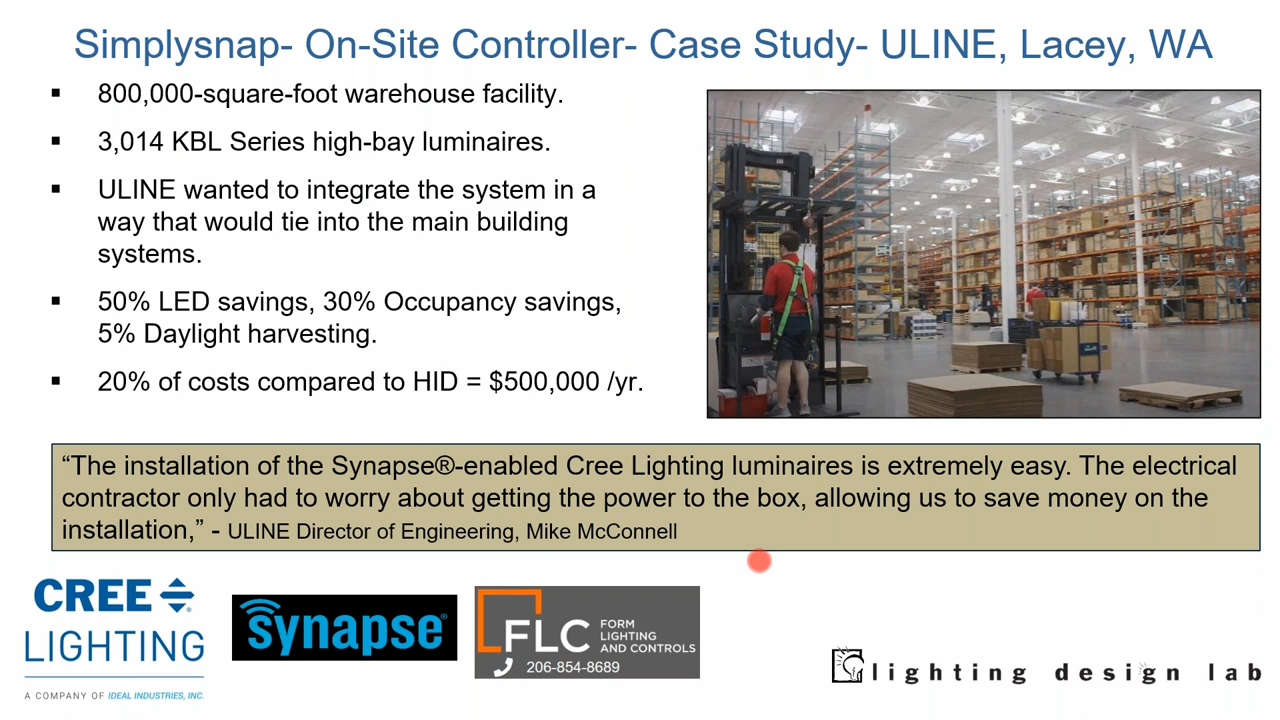 Simplysnap- On-Site Controller- Case Study- ULINE, Lacey, WA
▪ 800,000-square-foot warehouse facility.
▪ 3,014 KBL Series high-bay luminaires.
▪ ULINE wanted to integrate the system in a
way that would tie into the main building
systems.
▪ 50% LED savings, 30% Occupancy savings,
5% Daylight harvesting.
▪ 20% of costs compared to HID = $500,000 /yr.
“The installation of the Synapse®-enabled Cree Lighting luminaires is extremely easy. The electrical
contractor only had to worry about getting the power to the box, allowing us to save money on the
installation,” - ULINE Director of Engineering, Mike McConnell
CREE
LIGHTING
A COMPANY OF IDEAL INDUSTRIES, INC.
synapse®
FLC
FORM
LIGHTING
AND CONTROLS
206-854-8689
lighting design lab